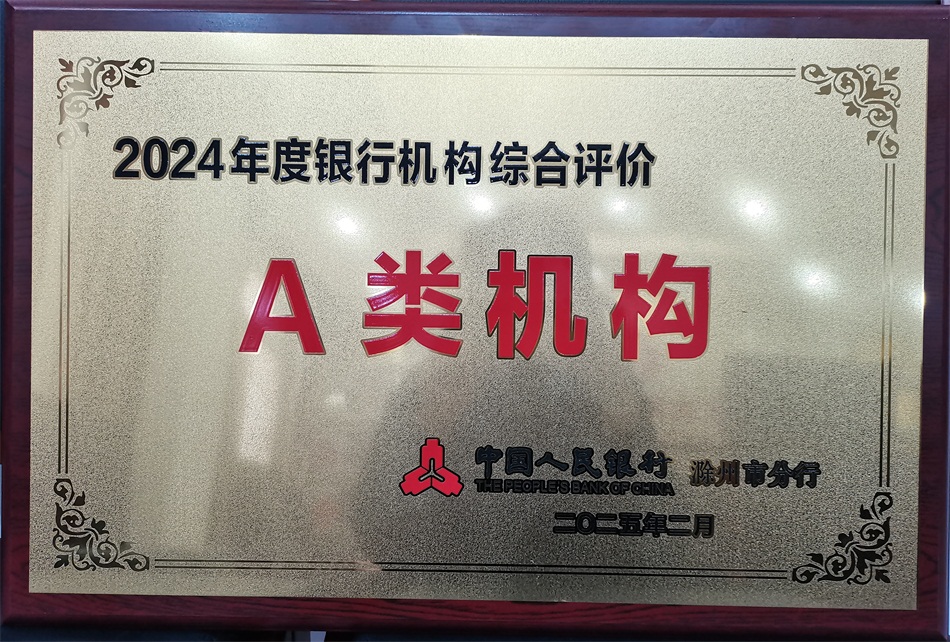 2024年度银行机构综合评价
A类机构
中国人民银行 滁州市分行
THE PEOPLE'S BANK OF CHINA
二〇二五年二月